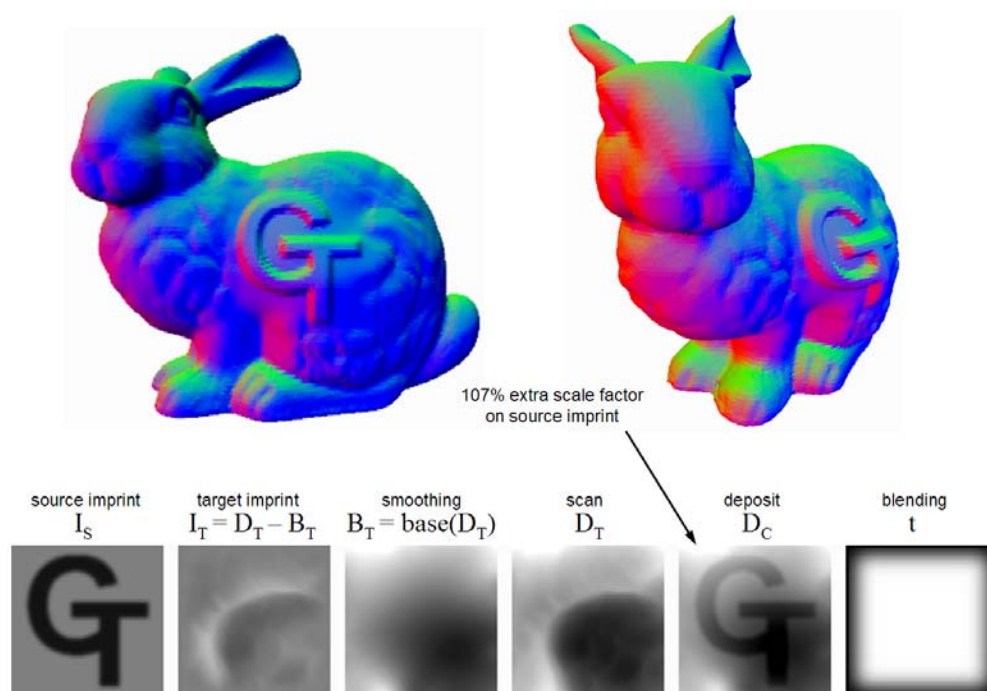 GT
GT
107% extra scale factor
on source imprint
source imprint target imprint smoothing scan deposit blending
I_S I_T = D_T – B_T B_T = base(D_T) D_T D_C t
GT GT